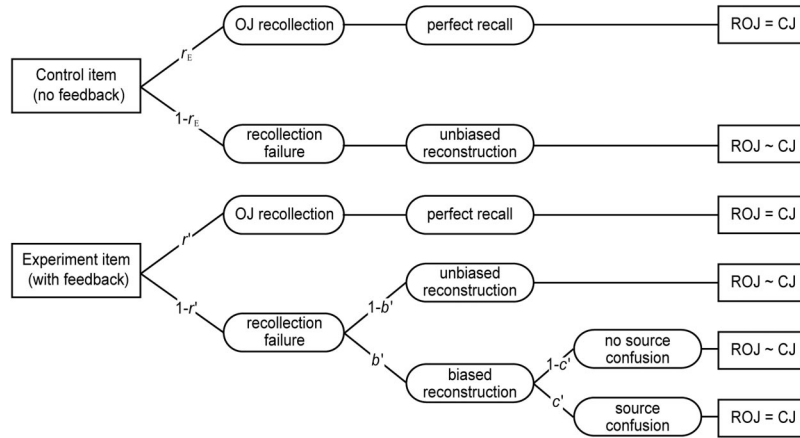 OJ recollection
perfect recall
ROJ = CJ
r_E
Control item
(no feedback)
1-r_E
recollection
failure
unbiased
reconstruction
ROJ ~ CJ
OJ recollection
perfect recall
ROJ = CJ
r'
Experiment item
(with feedback)
1-r'
unbiased
reconstruction
ROJ ~ CJ
1-b'
recollection
failure
b'
no source
confusion
ROJ ~ CJ
1-c'
biased
reconstruction
c'
source
confusion
ROJ = CJ